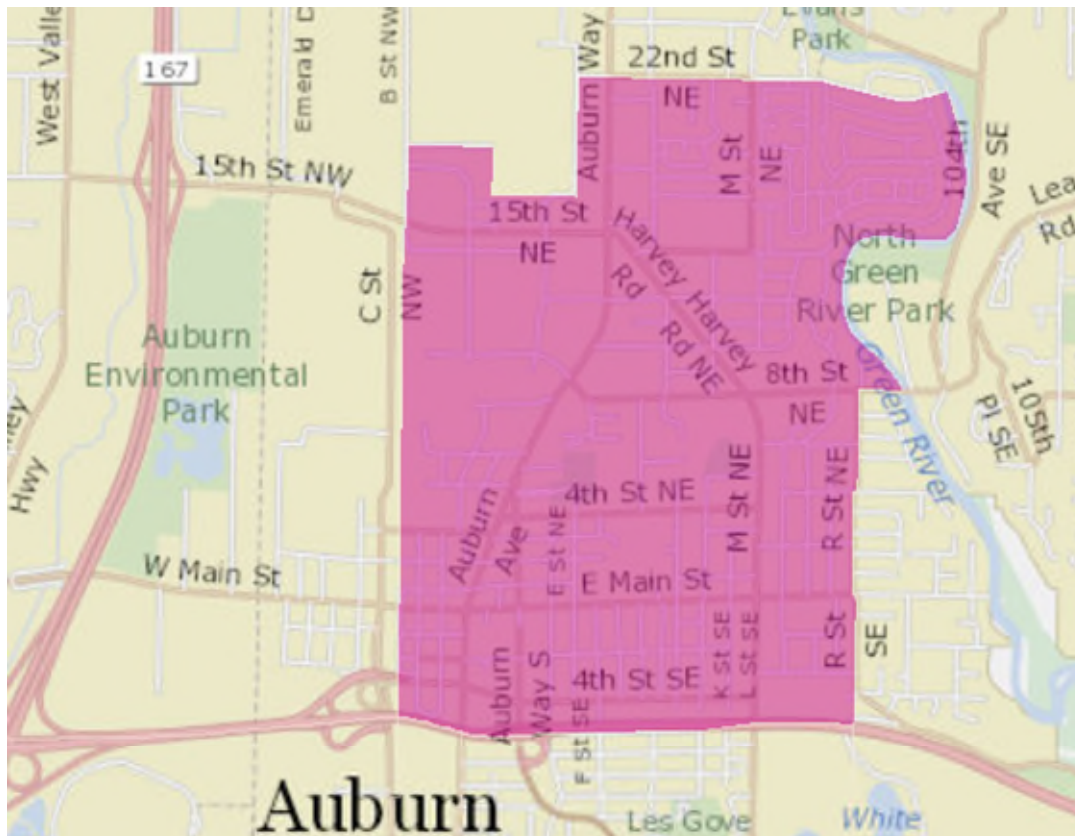 Evans
Park
West Valley
167
Emerald D
B St NW
Auburn Way
22nd St
NE
M St
NE
104th
Ave SE
15th St NW
15th St
NE
Harvey
Rd
Harvey
Rd NE
Lea
Rd
North
Green
River Park
C St
NW
Auburn
Environmental
Park
8th St
NE
Green River
105th
Pl SE
ey
Hwy
4th St NE
M St NE
R St NE
Auburn
Ave
E St NE
W Main St
E Main St
K St SE
L St SE
R St
SE
Auburn
Way S
4th St SE
F St SE
Auburn
Les Gove
White